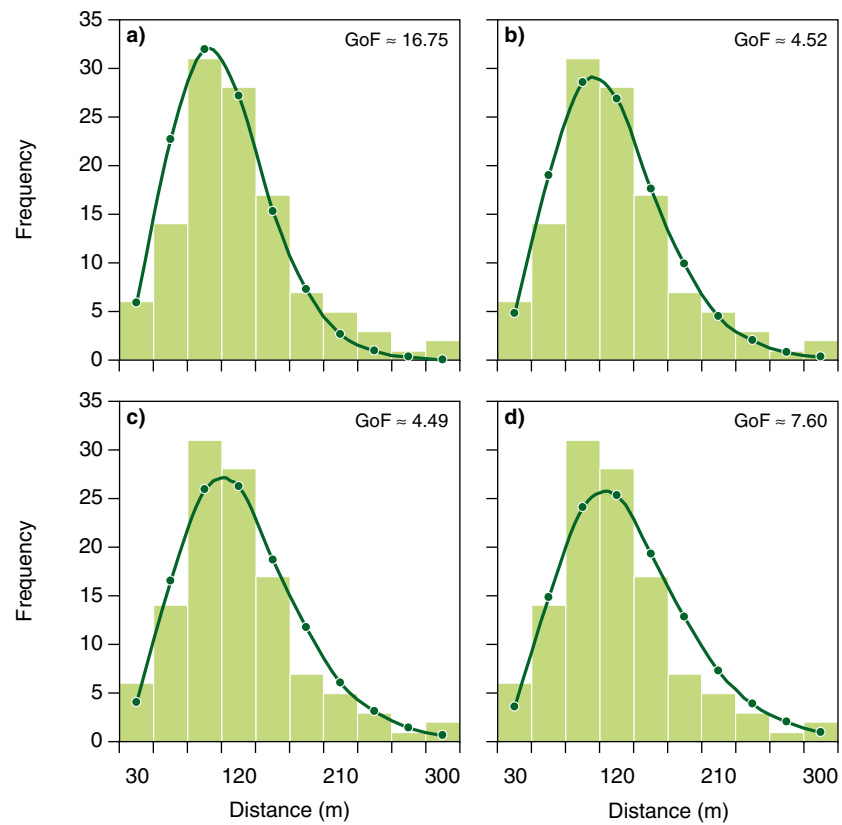 a)
GoF ≈ 16.75
35
30
25
20
15
10
5
0
Frequency
b)
GoF ≈ 4.52
c)
GoF ≈ 4.49
35
30
25
20
15
10
5
0
Frequency
30 120 210 300
Distance (m)
d)
GoF ≈ 7.60
30 120 210 300
Distance (m)